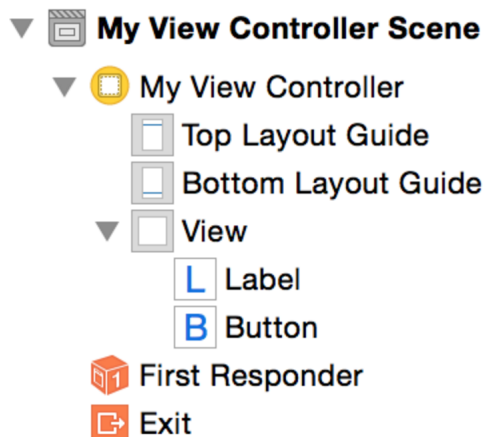 My View Controller Scene
My View Controller
Top Layout Guide
Bottom Layout Guide
View
L Label
B Button
1 First Responder
Exit